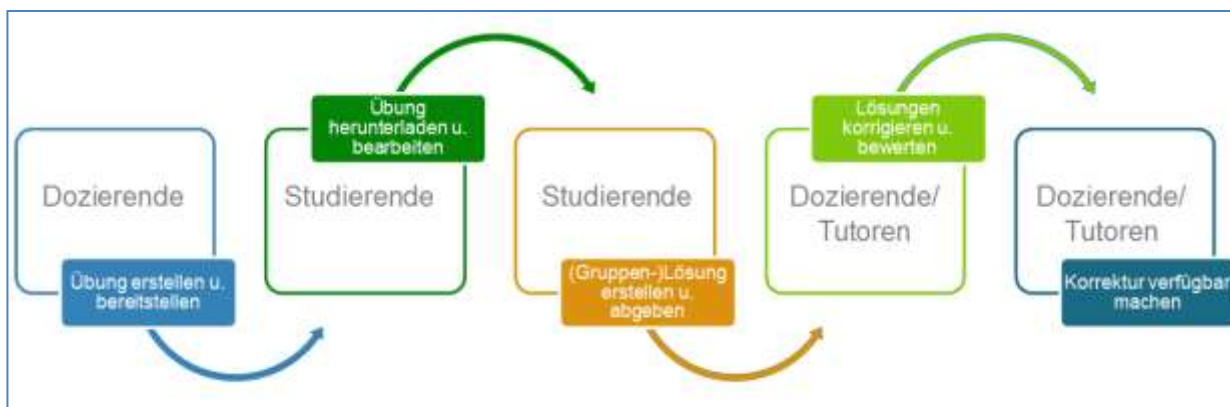 Dozierende
Übung erstellen u.
bereitstellen
Übung
herunterladen u.
bearbeiten
Studierende
Studierende
(Gruppen-)Lösung
erstellen u.
abgeben
Lösungen
korrigieren u.
bewerten
Dozierende/
Tutoren
Dozierende/
Tutoren
Korrektur verfügbar
machen